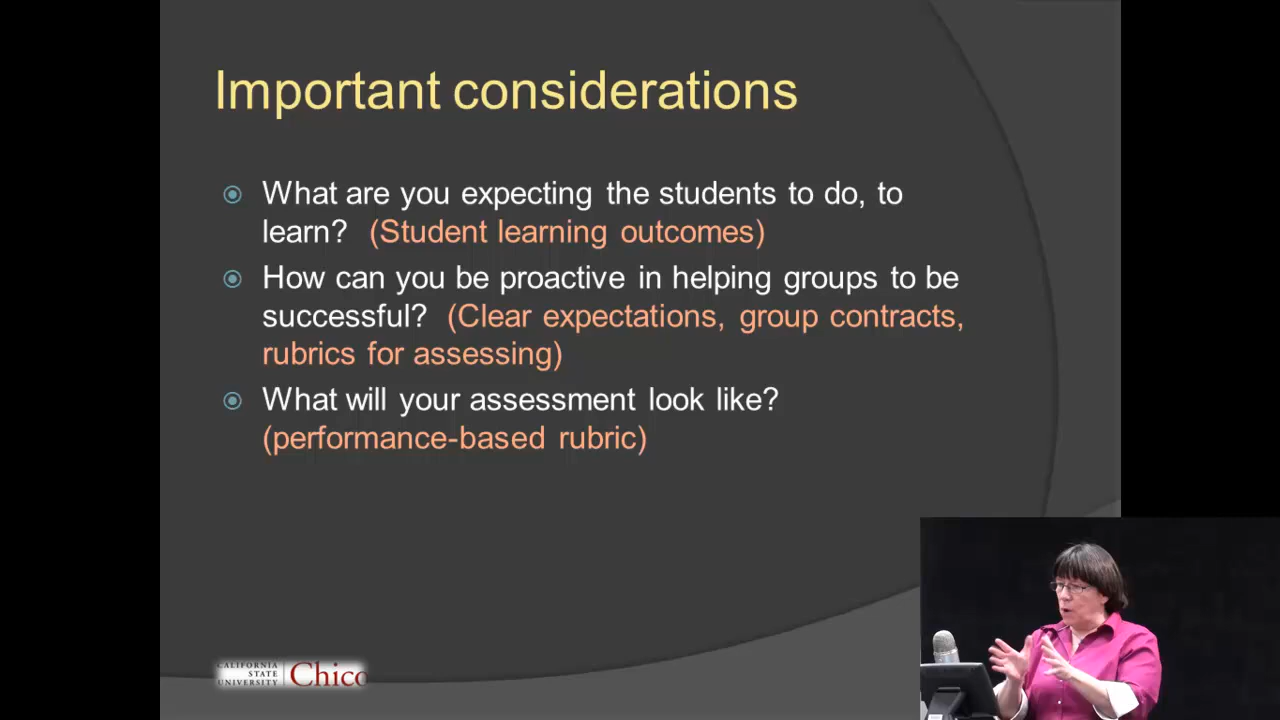 Important considerations
What are you expecting the students to do, to
learn? (Student learning outcomes)
How can you be proactive in helping groups to be
successful? (Clear expectations, group contracts,
rubrics for assessing)
What will your assessment look like?
(performance-based rubric)
CALIFORNIA
STATE
UNIVERSITY
Chico